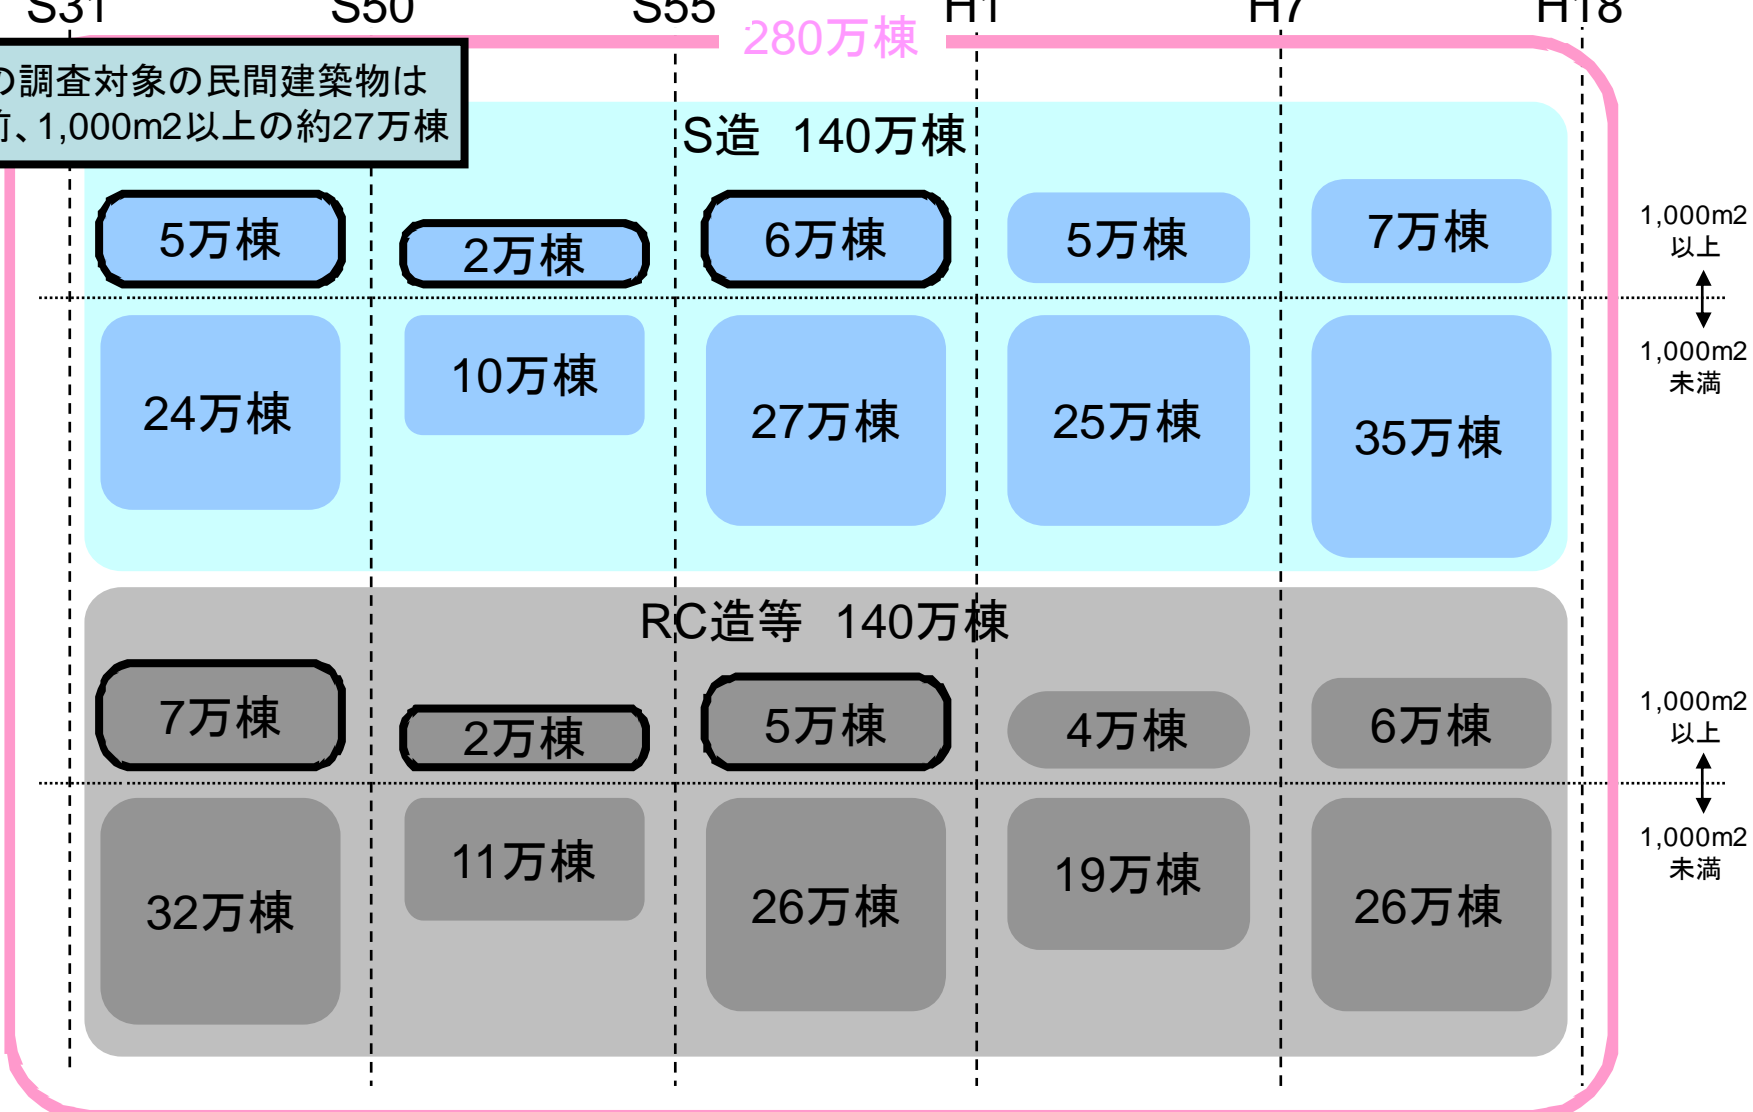 S31 S50 S55 H1 H7 H18
280万棟
の調査対象の民間建築物は
前、1,000m2以上の約27万棟
S造 140万棟
5万棟 2万棟 6万棟 5万棟 7万棟
1,000m2
以上
1,000m2
未満
24万棟 10万棟 27万棟 25万棟 35万棟
RC造等 140万棟
7万棟 2万棟 5万棟 4万棟 6万棟
1,000m2
以上
1,000m2
未満
32万棟 11万棟 26万棟 19万棟 26万棟